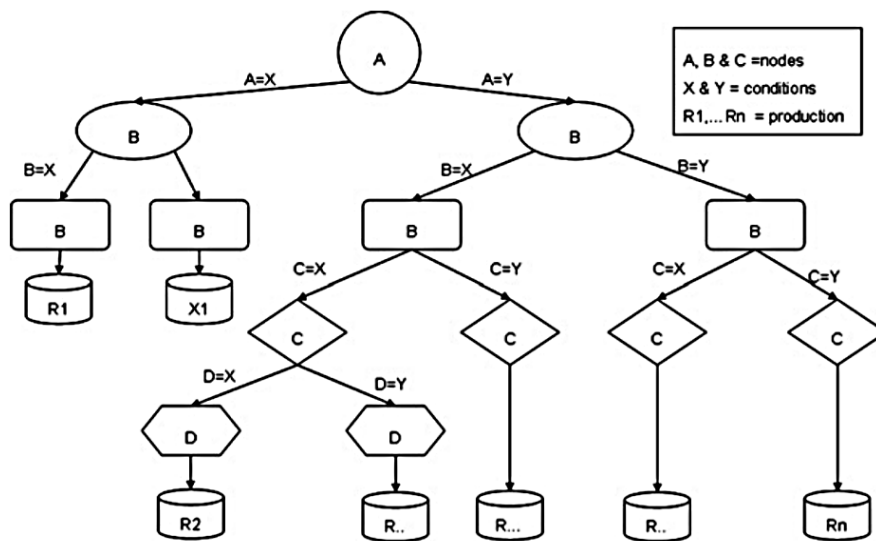 A
A, B & C =nodes
X & Y = conditions
R1,... Rn = production
A=X
A=Y
B
B
B=X
B=X
B=Y
B
B
B
B
C=X
C=Y
C=X
C=Y
R1
X1
C
C
C
C
D=X
D=Y
D
D
R2
R..
R...
R..
Rn